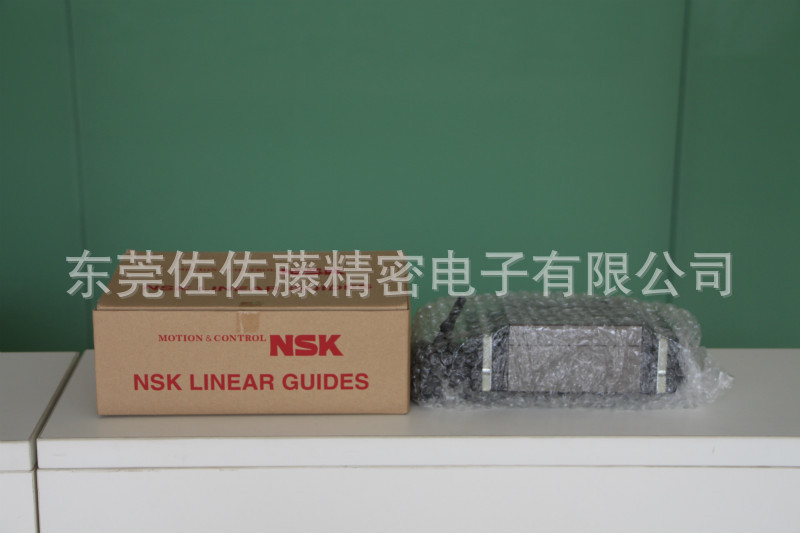 东莞佐佐藤精密电子有限公司
MOTION & CONTROL NSK
NSK LINEAR GUIDES